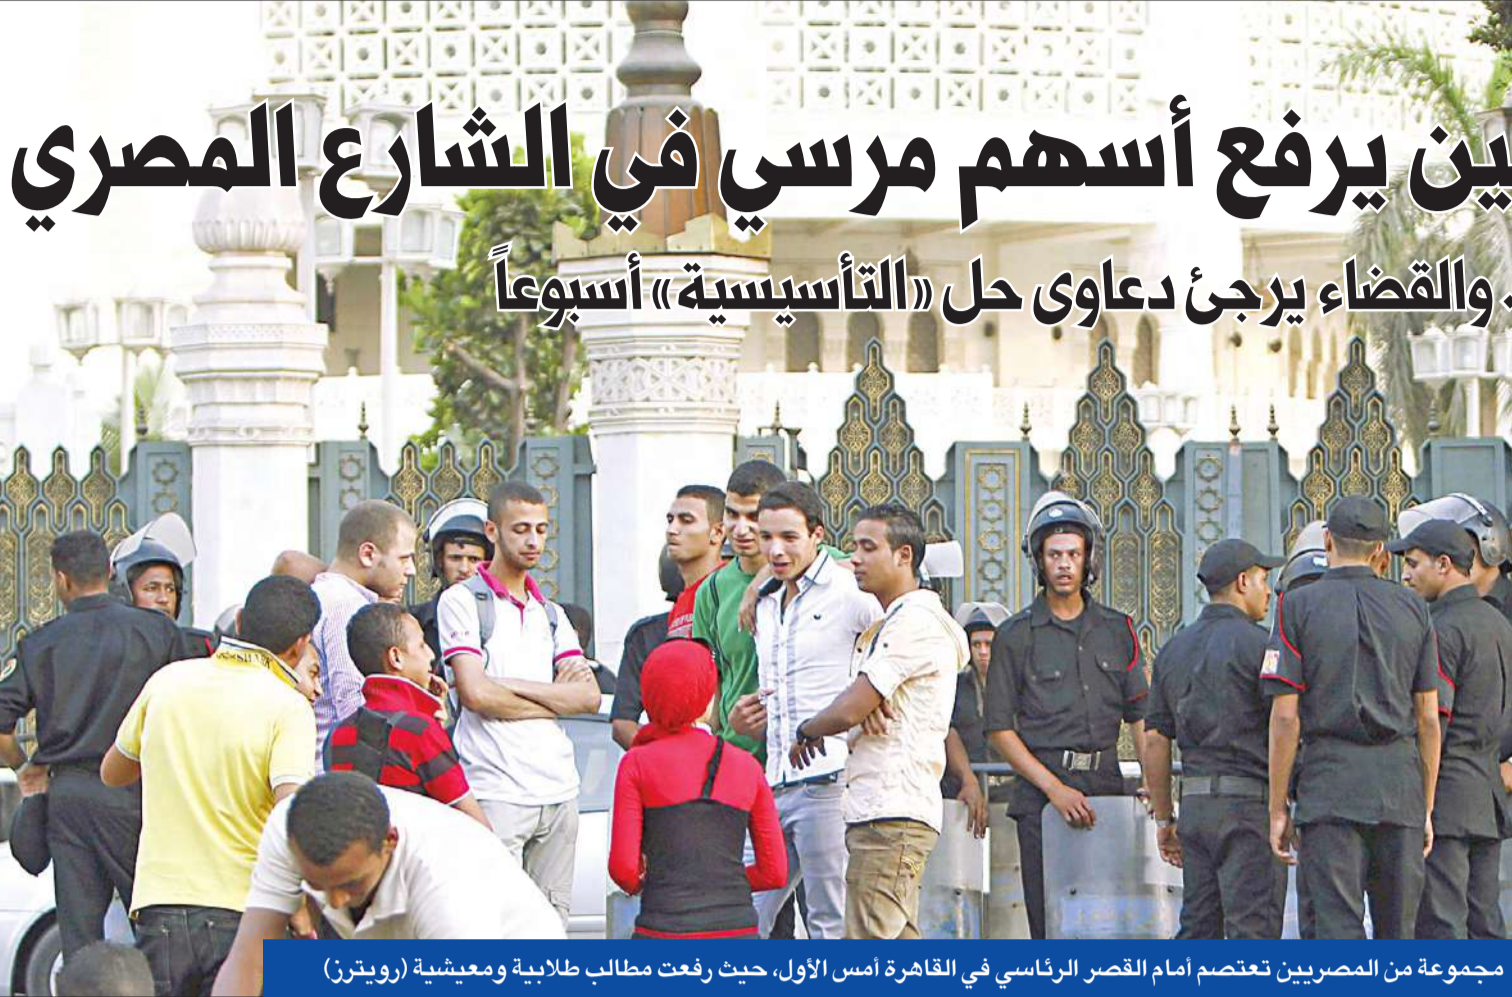 يرفع أسهم مرسي في الشارع المصري
والقضاء يرجئ دعاوى حل «التأسيسية» أسبوعاً
مجموعة من المصريين تعتصم أمام القصر الرئاسي في القاهرة أمس الأول، حيث رفعت مطالب طلابية ومعيشية (رويترز)